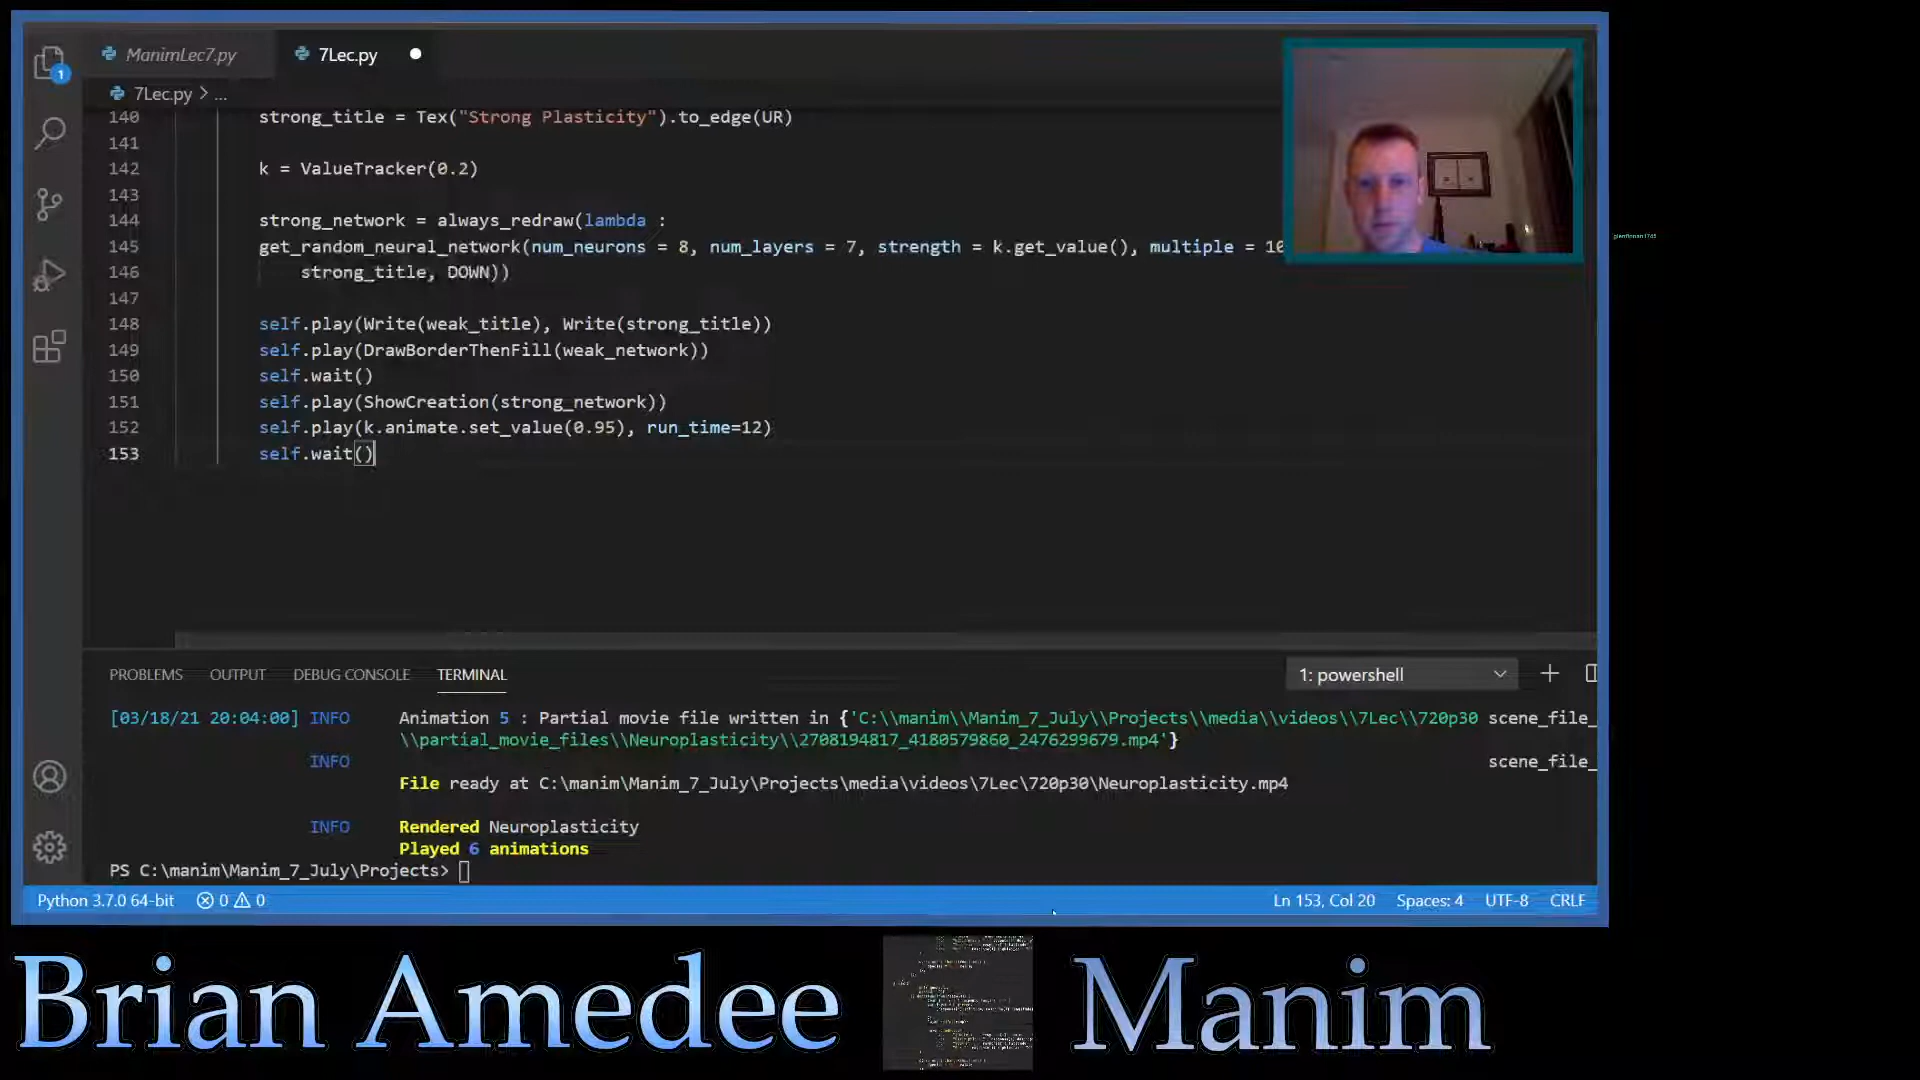 ManimLec7.py
7Lec.py
7Lec.py > ...
140 strong_title = Tex("Strong Plasticity").to_edge(UR)
141
142 k = ValueTracker(0.2)
143
144 strong_network = always_redraw(lambda :
145 get_random_neural_network(num_neurons = 8, num_layers = 7, strength = k.get_value(), multiple = 10
146 strong_title, DOWN))
147
148 self.play(Write(weak_title), Write(strong_title))
149 self.play(DrawBorderThenFill(weak_network))
150 self.wait()
151 self.play(ShowCreation(strong_network))
152 self.play(k.animate.set_value(0.95), run_time=12)
153 self.wait()
1
PROBLEMS OUTPUT DEBUG CONSOLE TERMINAL 1: powershell
[03/18/21 20:04:00] INFO Animation 5 : Partial movie file written in {'C:\\manim\\Manim_7_July\\Projects\\media\\videos\\7Lec\\720p30 scene_file_
\\partial_movie_files\\Neuroplasticity\\2708194817_4180579860_2476299679.mp4'}
INFO scene_file_
File ready at C:\manim\Manim_7_July\Projects\media\videos\7Lec\720p30\Neuroplasticity.mp4
INFO Rendered Neuroplasticity
Played 6 animations
PS C:\manim\Manim_7_July\Projects>
Python 3.7.0 64-bit 0 0 Ln 153, Col 20 Spaces: 4 UTF-8 CRLF
Brian Amedee Manim